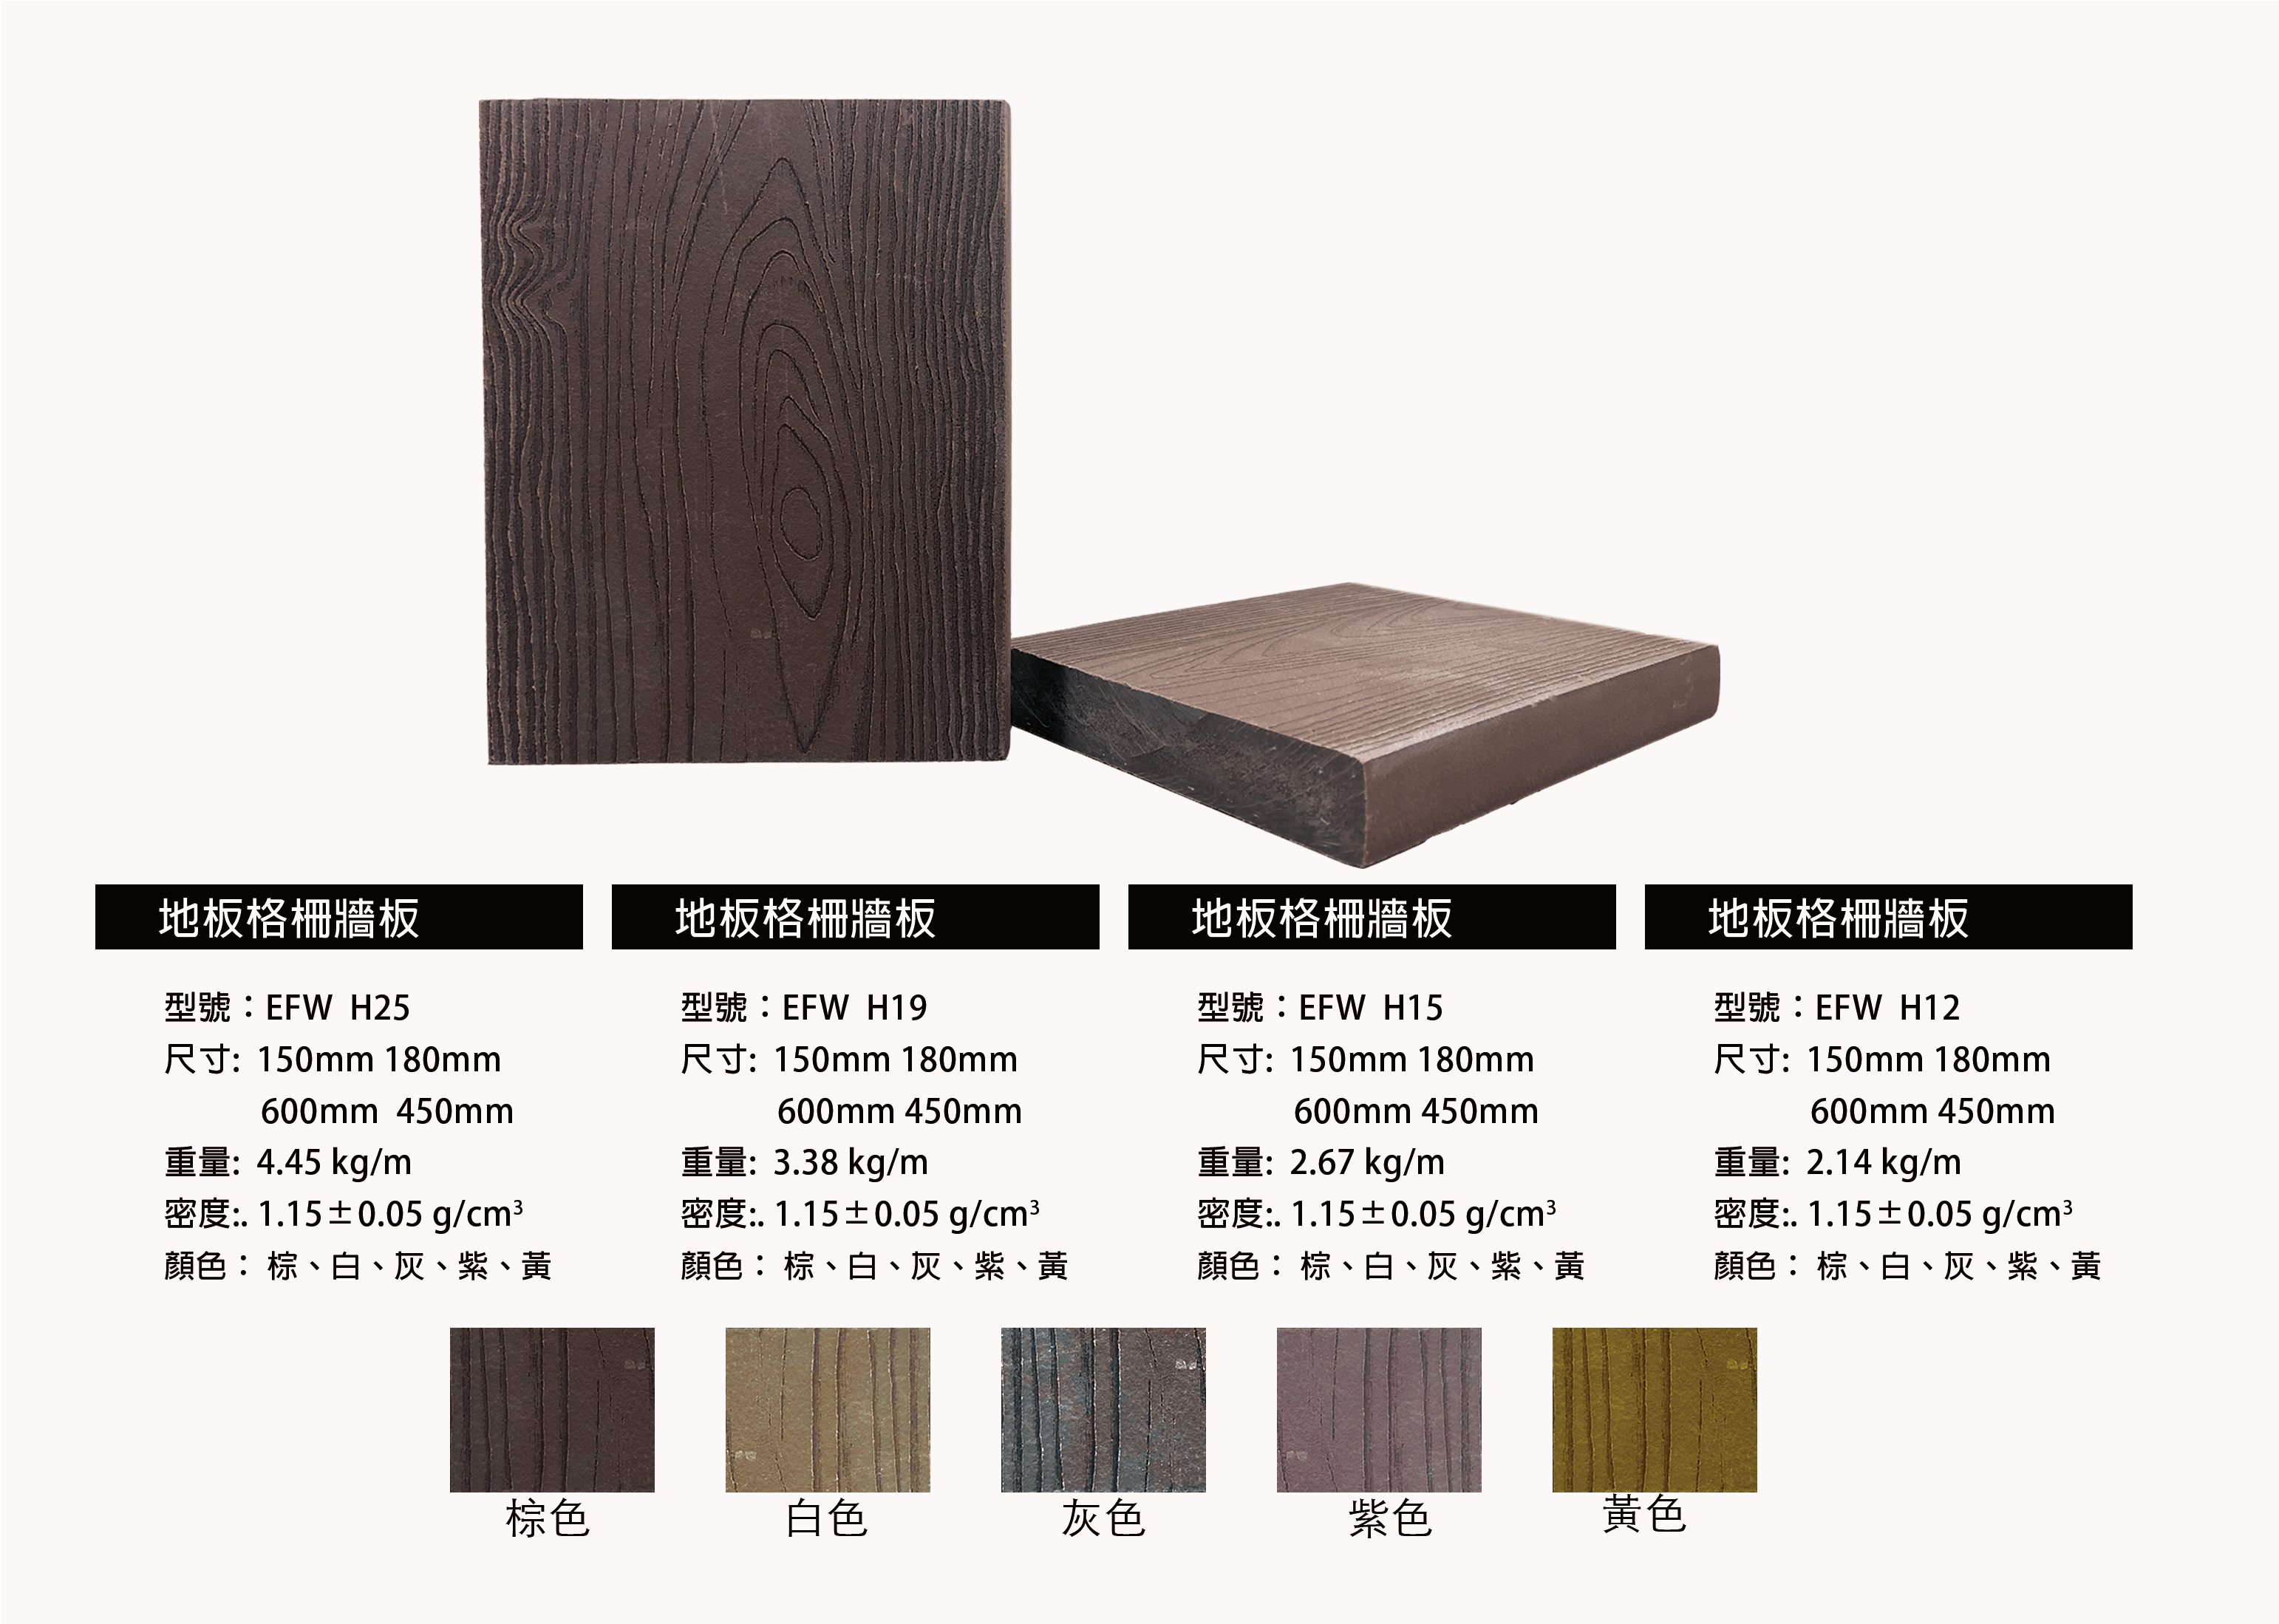 地板格柵牆板
型號：EFW H25
尺寸: 150mm 180mm
600mm 450mm
重量: 4.45 kg/m
密度:. 1.15±0.05 g/cm³
顏色： 棕、白、灰、紫、黃
地板格柵牆板
型號：EFW H19
尺寸: 150mm 180mm
600mm 450mm
重量: 3.38 kg/m
密度:. 1.15±0.05 g/cm³
顏色： 棕、白、灰、紫、黃
地板格柵牆板
型號：EFW H15
尺寸: 150mm 180mm
600mm 450mm
重量: 2.67 kg/m
密度:. 1.15±0.05 g/cm³
顏色： 棕、白、灰、紫、黃
地板格柵牆板
型號：EFW H12
尺寸: 150mm 180mm
600mm 450mm
重量: 2.14 kg/m
密度:. 1.15±0.05 g/cm³
顏色： 棕、白、灰、紫、黃
棕色
白色
灰色
紫色
黃色